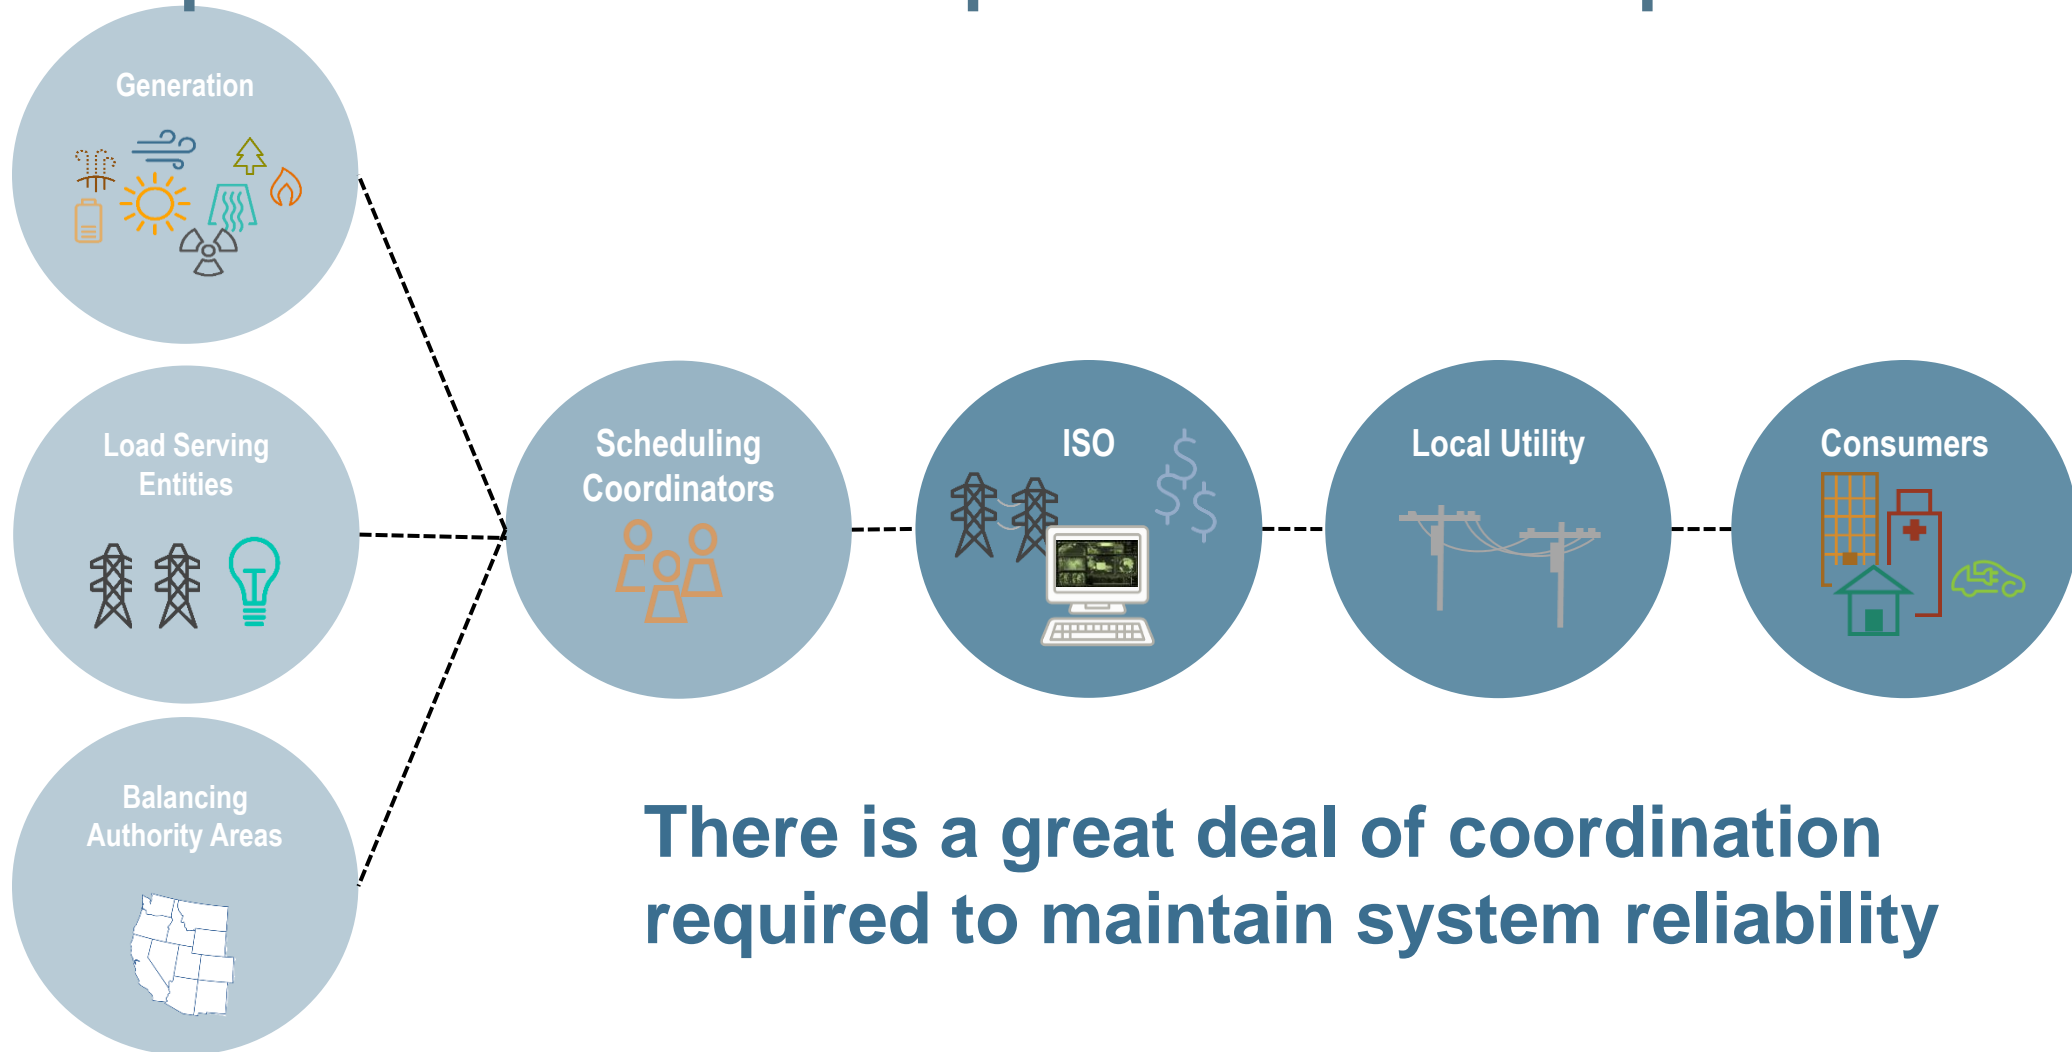 Generation
Load Serving
Entities
Balancing
Authority Areas
Scheduling
Coordinators
ISO
$
$
$
Local Utility
Consumers
There is a great deal of coordination
required to maintain system reliability